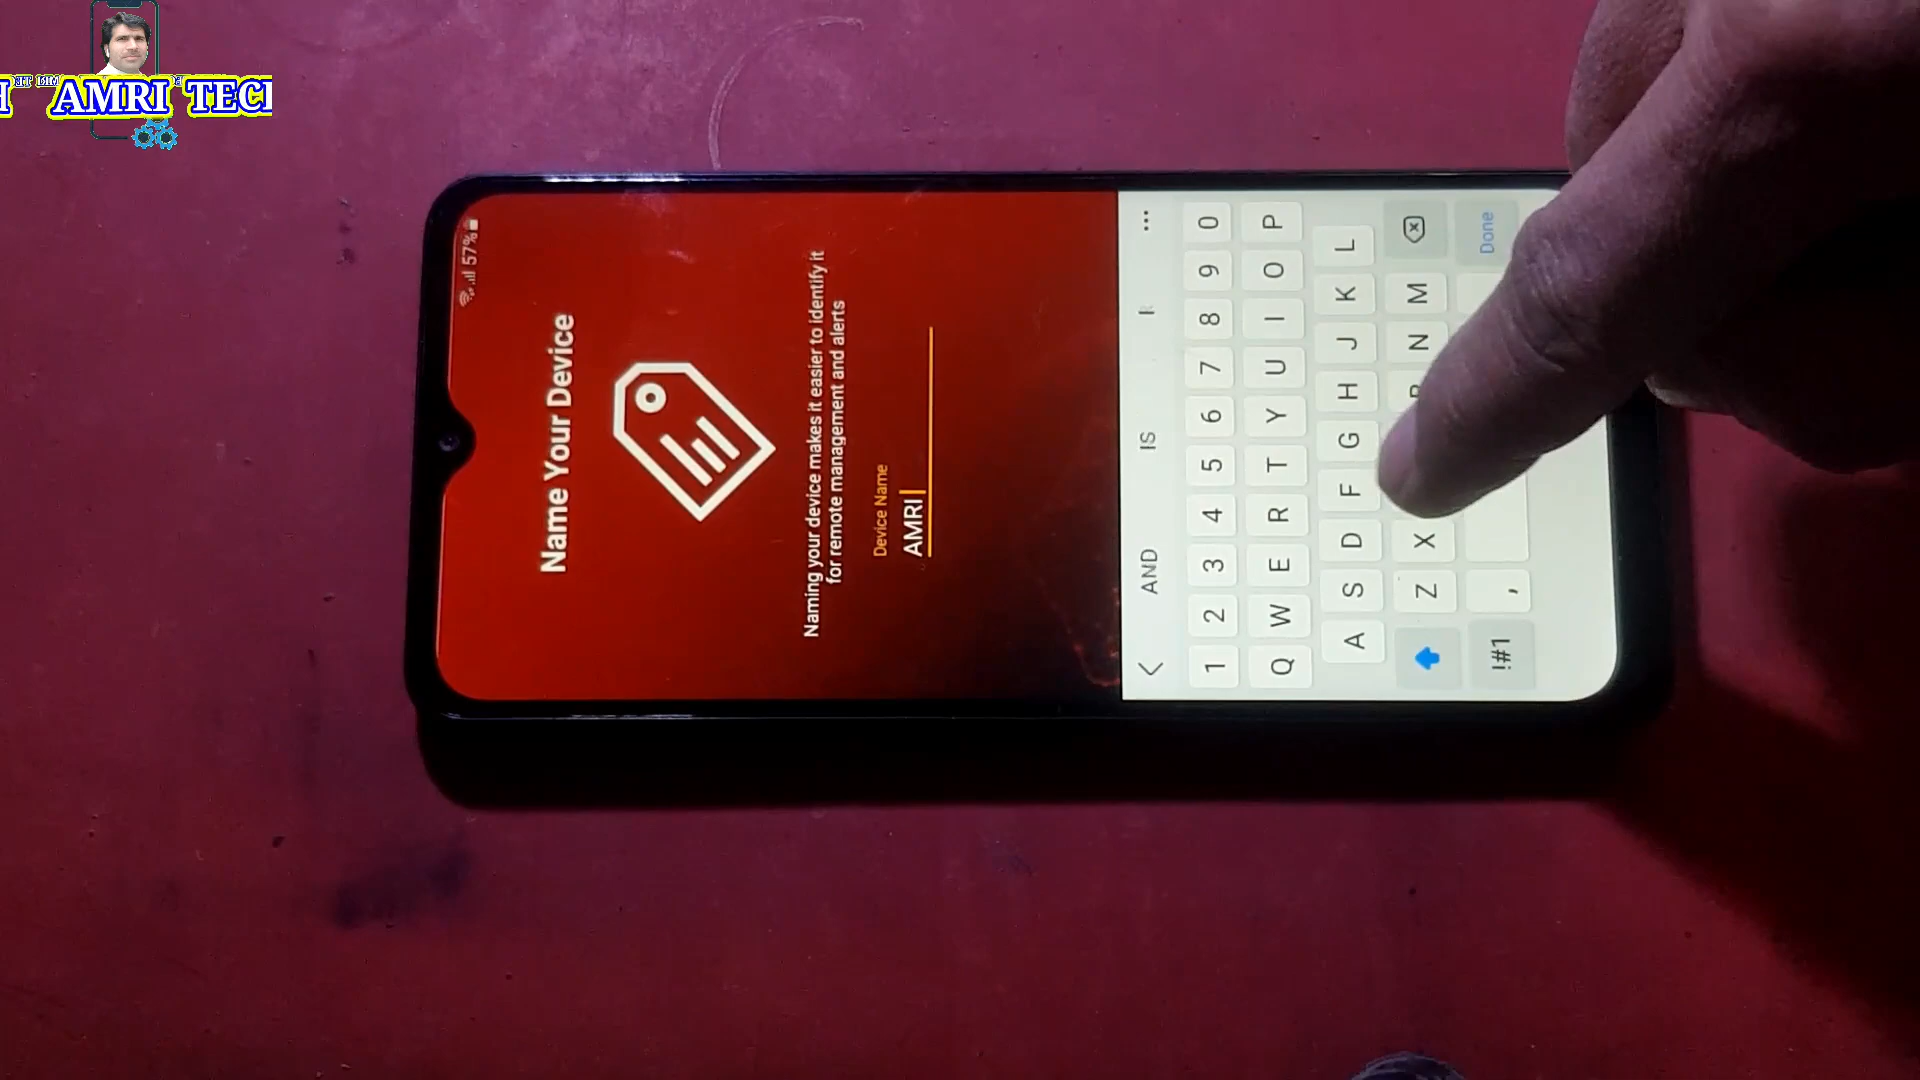 AMRI TECH
57%
Name Your Device
Naming your device makes it easier to identify it
for remote management and alerts
Device Name
AMRI
AND IS
1 2 3 4 5 6 7 8 9 0
Q W E R T Y U I O P
A S D F G H J K L
Z X N M
!#1 , Done